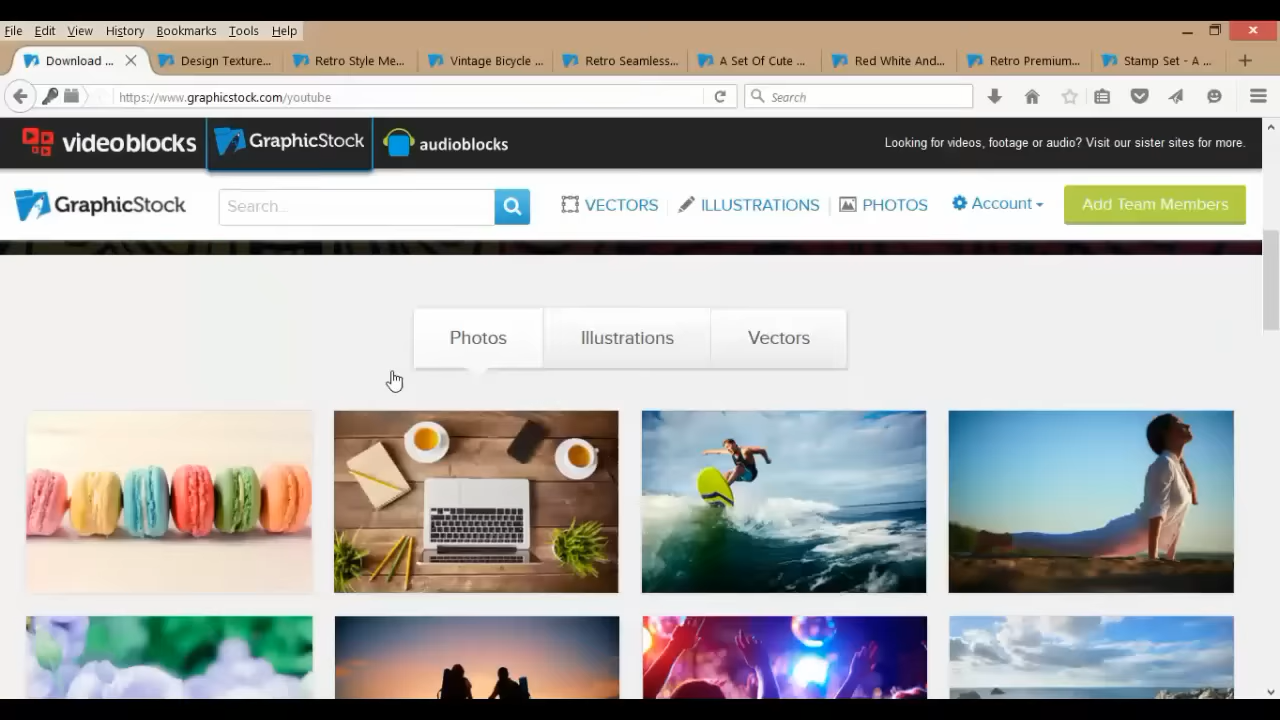 File Edit View History Bookmarks Tools Help
Download ... Design Texture... Retro Style Me... Vintage Bicycle ... Retro Seamless... A Set Of Cute ... Red White And... Retro Premium... Stamp Set - A ...
https://www.graphicstock.com/youtube Search
videoblocks GraphicStock audioblocks Looking for videos, footage or audio? Visit our sister sites for more.
GraphicStock Search... VECTORS ILLUSTRATIONS PHOTOS Account Add Team Members
Photos Illustrations Vectors